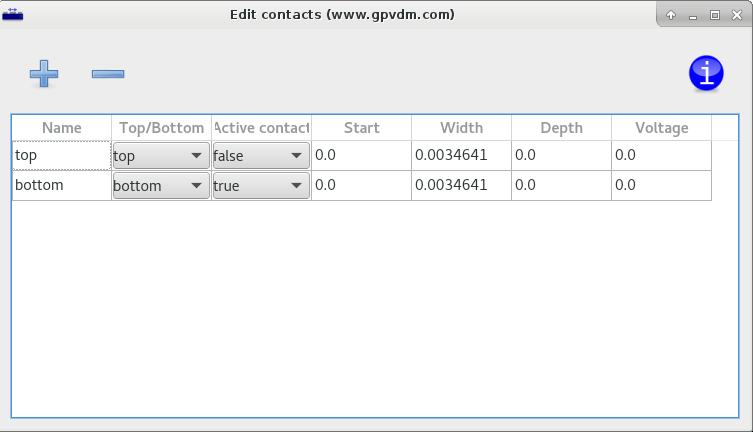 Edit contacts (www.gpvdm.com)
i
Name Top/Bottom Active contact Start Width Depth Voltage
top top false 0.0 0.0034641 0.0 0.0
bottom bottom true 0.0 0.0034641 0.0 0.0